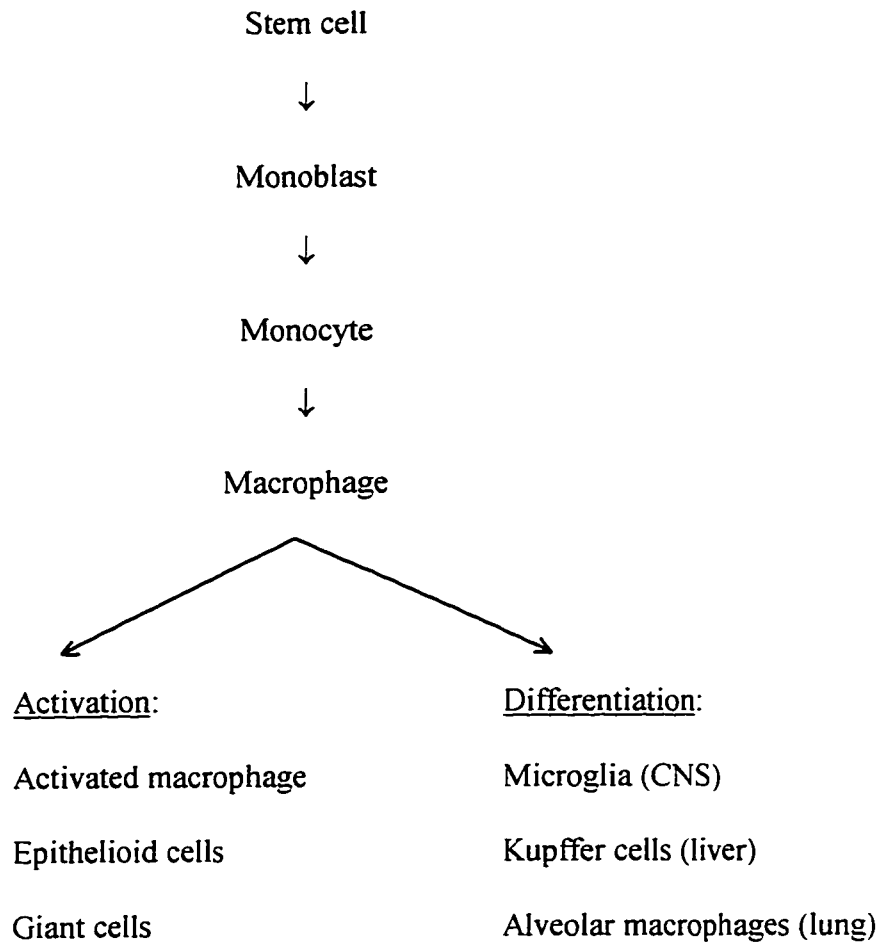 Stem cell
↓
Monoblast
↓
Monocyte
↓
Macrophage
Activation:
Activated macrophage
Epithelioid cells
Giant cells
Differentiation:
Microglia (CNS)
Kupffer cells (liver)
Alveolar macrophages (lung)